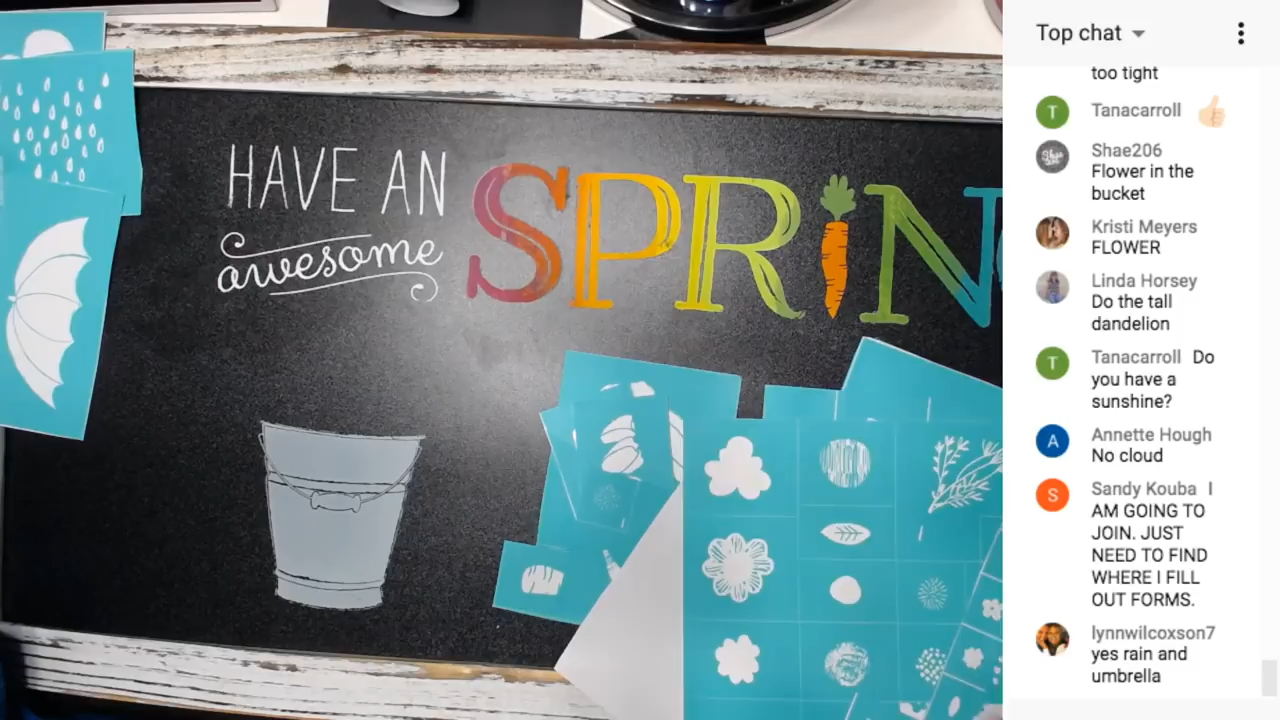 HAVE AN
awesome
SPRIN
Top chat
too tight
Tanacarroll
Shae206
Flower in the
bucket
Kristi Meyers
FLOWER
Linda Horsey
Do the tall
dandelion
Tanacarroll Do
you have a
sunshine?
Annette Hough
No cloud
Sandy Kouba I
AM GOING TO
JOIN. JUST
NEED TO FIND
WHERE I FILL
OUT FORMS.
lynnwilcoxson7
yes rain and
umbrella
T
T
A
S